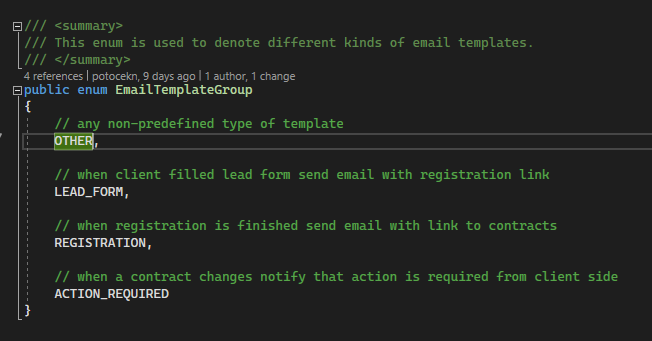 /// <summary>
/// This enum is used to denote different kinds of email templates.
/// </summary>
4 references | potocekn, 9 days ago | 1 author, 1 change
public enum EmailTemplateGroup
{
// any non-predefined type of template
OTHER,
// when client filled lead form send email with registration link
LEAD_FORM,
// when registration is finished send email with link to contracts
REGISTRATION,
// when a contract changes notify that action is required from client side
ACTION_REQUIRED
}